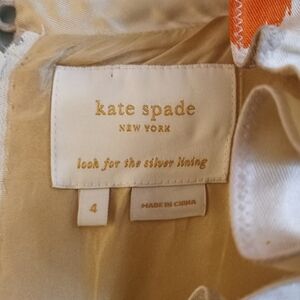 kate spade
NEW YORK
look for the silver lining
4
MADE IN CHINA